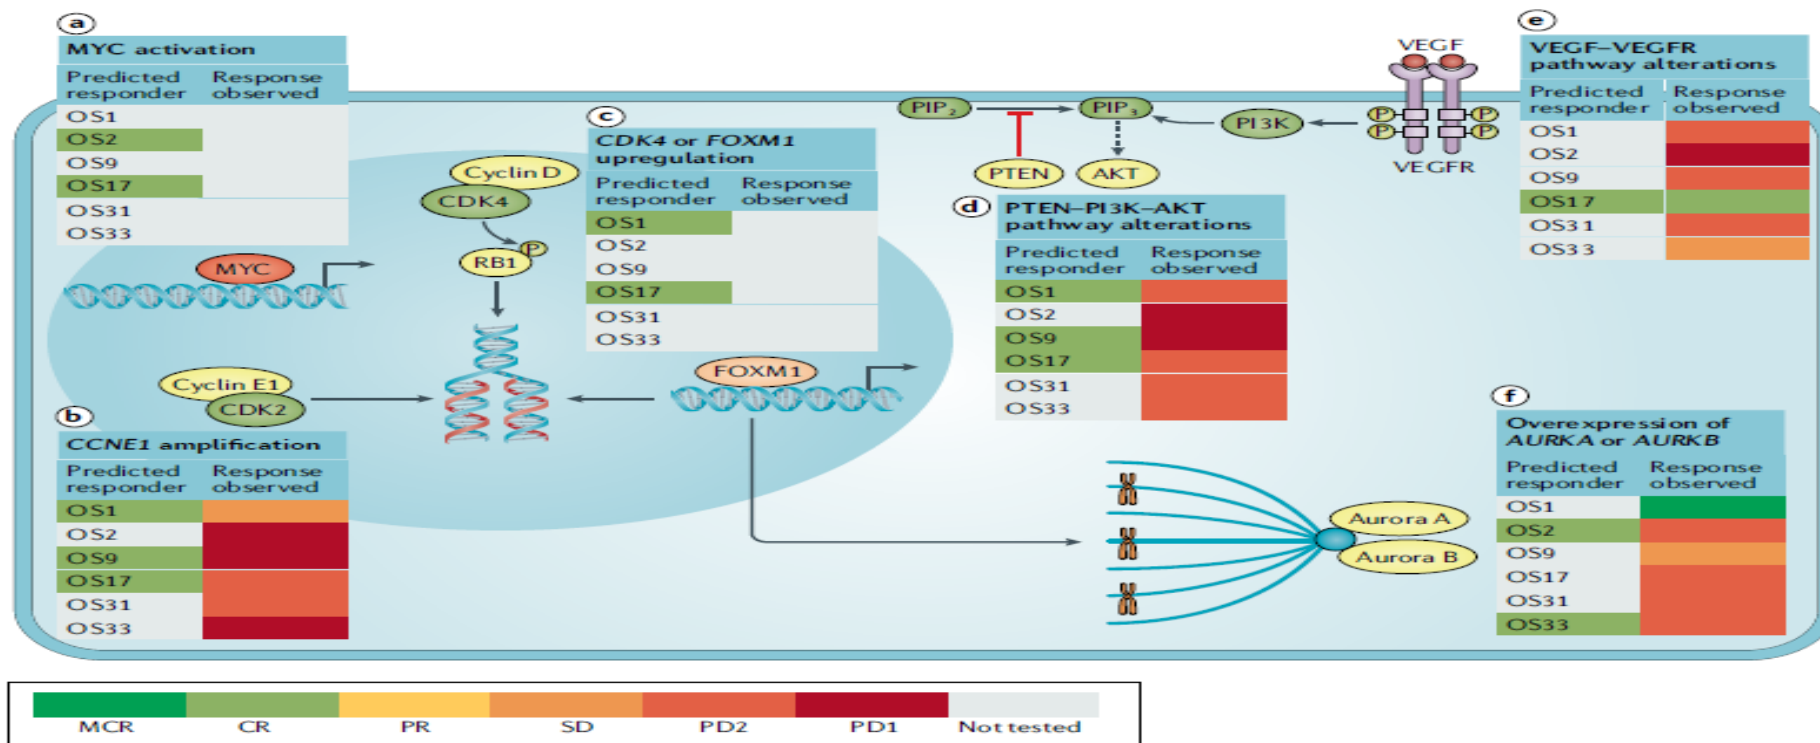 a
MYC activation
Predicted responder
Response observed
OS1
OS2
OS9
OS17
OS31
OS33
MYC
Cyclin E1
CDK2
b
CCNE1 amplification
Predicted responder
Response observed
OS1
OS2
OS9
OS17
OS31
OS33
Cyclin D
CDK4
P
RB1
c
CDK4 or FOXM1
upregulation
Predicted responder
Response observed
OS1
OS2
OS9
OS17
OS31
OS33
FOXM1
PIP2
PIP3
PI3K
PTEN
AKT
VEGF
P
P
P
P
VEGFR
d
PTEN–PI3K–AKT
pathway alterations
Predicted responder
Response observed
OS1
OS2
OS9
OS17
OS31
OS33
e
VEGF–VEGFR
pathway alterations
Predicted responder
Response observed
OS1
OS2
OS9
OS17
OS31
OS33
Aurora A
Aurora B
f
Overexpression of
AURKA or AURKB
Predicted responder
Response observed
OS1
OS2
OS9
OS17
OS31
OS33
MCR CR PR SD PD2 PD1 Not tested